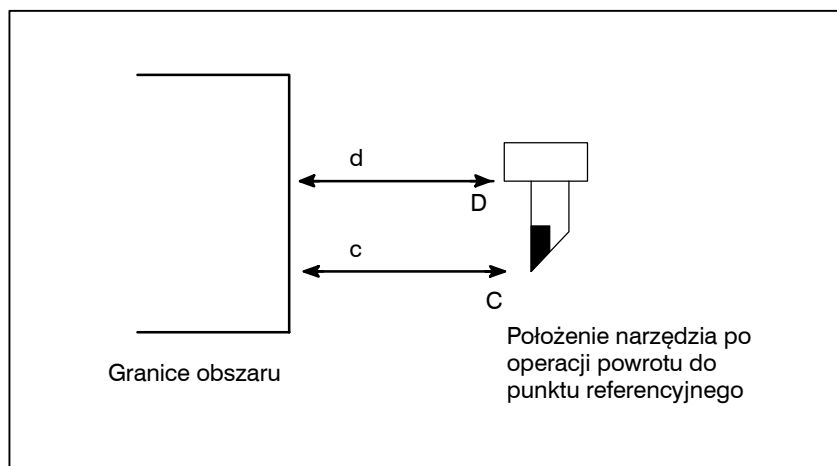 d
D
c
C
Położenie narzędzia po
operacji powrotu do
punktu referencyjnego
Granice obszaru